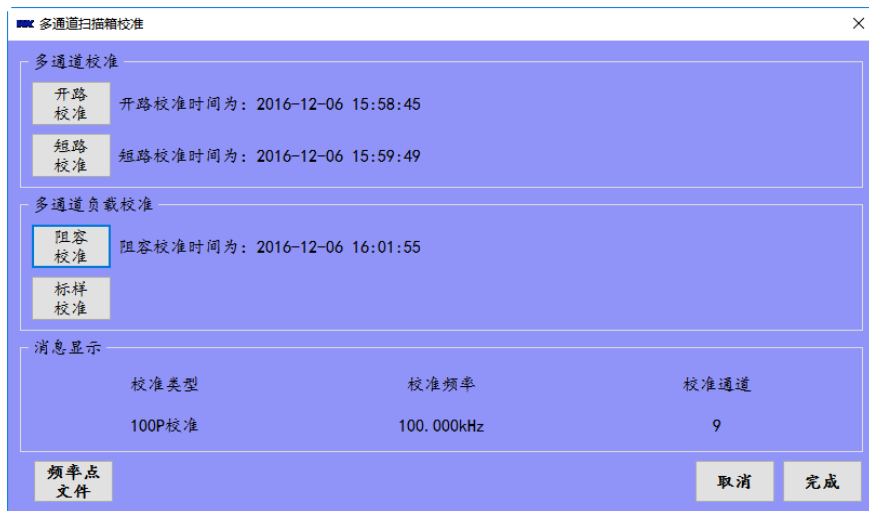 多通道扫描箱校准
多通道校准
开路
校准
开路校准时间为: 2016-12-06 15:58:45
短路
校准
短路校准时间为: 2016-12-06 15:59:49
多通道负载校准
阻容
校准
阻容校准时间为: 2016-12-06 16:01:55
标样
校准
消息显示
校准类型 校准频率 校准通道
100P校准 100.000kHz 9
频率点
文件
取消 完成